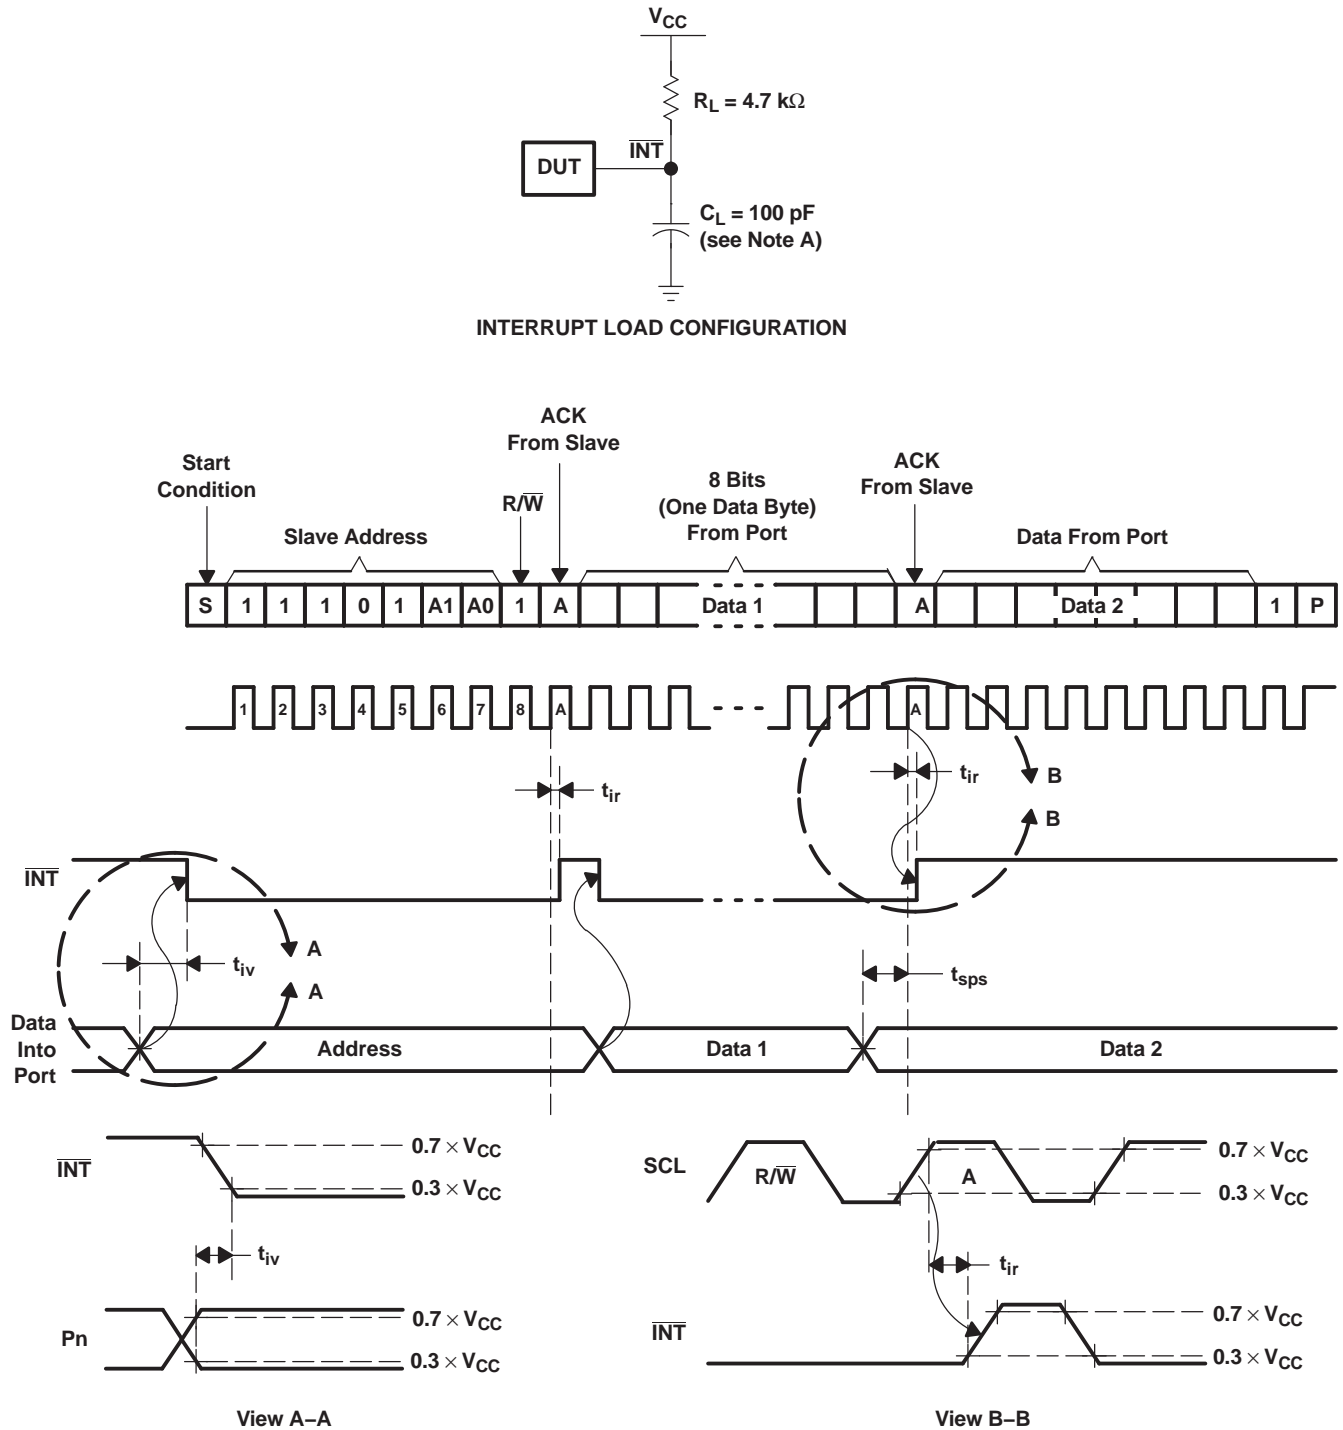 VCC
RL = 4.7 kΩ
INT
DUT
CL = 100 pF
(see Note A)
INTERRUPT LOAD CONFIGURATION
ACK
From Slave
Start
Condition
R/W
8 Bits
(One Data Byte)
From Port
ACK
From Slave
Slave Address
Data From Port
S 1 1 1 0 1 A1 A0 1 A Data 1 A Data 2 1 P
1 2 3 4 5 6 7 8 A A
tir
tir
B
B
INT
A
tiv
A
tsps
Data
Into
Port
Address
Data 1
Data 2
INT
0.7 × VCC
0.3 × VCC
tiv
Pn
0.7 × VCC
0.3 × VCC
View A–A
SCL
R/W
A
0.7 × VCC
0.3 × VCC
tir
INT
0.7 × VCC
0.3 × VCC
View B–B